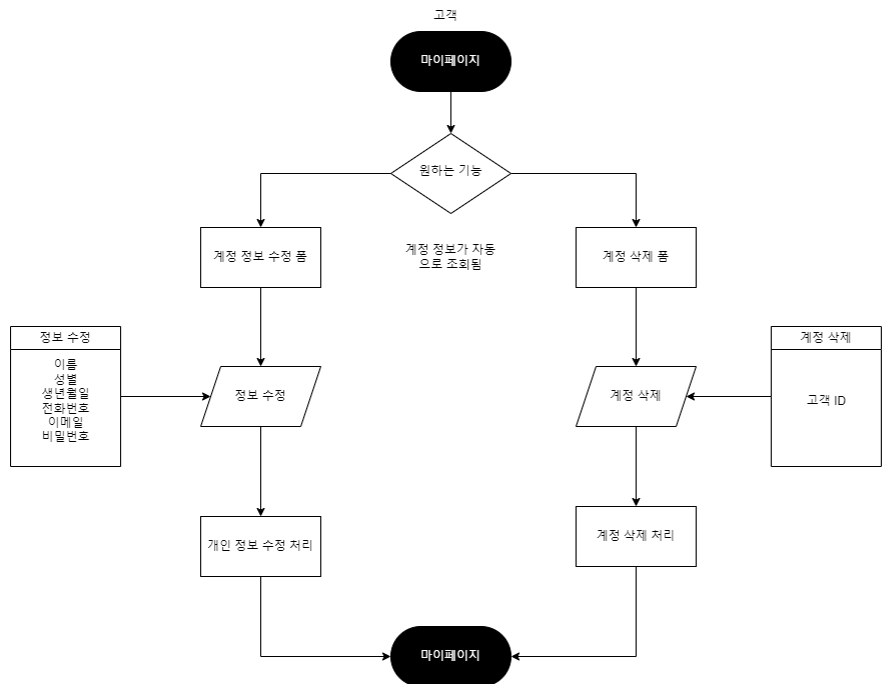 고객
마이페이지
원하는 기능
계정 정보 수정 폼
계정 정보가 자동
으로 조회됨
계정 삭제 폼
정보 수정
이름
성별
생년월일
전화번호
이메일
비밀번호
정보 수정
계정 삭제
계정 삭제
고객 ID
개인 정보 수정 처리
계정 삭제 처리
마이페이지